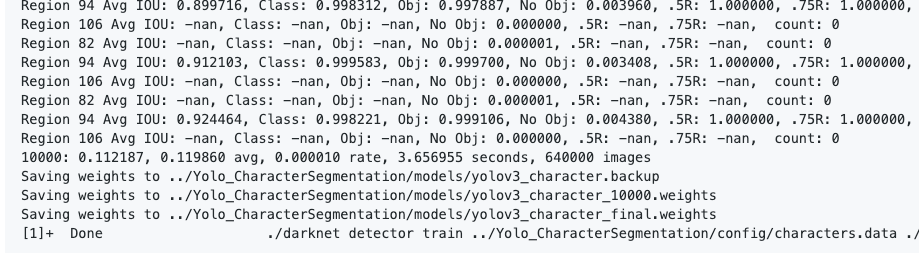 Region 94 Avg IOU: 0.899716, Class: 0.998312, Obj: 0.997887, No Obj: 0.003960, .5R: 1.000000, .75R: 1.000000,
Region 106 Avg IOU: -nan, Class: -nan, Obj: -nan, No Obj: 0.000000, .5R: -nan, .75R: -nan,  count: 0
Region 82 Avg IOU: -nan, Class: -nan, Obj: -nan, No Obj: 0.000001, .5R: -nan, .75R: -nan,  count: 0
Region 94 Avg IOU: 0.912103, Class: 0.999583, Obj: 0.999700, No Obj: 0.003408, .5R: 1.000000, .75R: 1.000000,
Region 106 Avg IOU: -nan, Class: -nan, Obj: -nan, No Obj: 0.000000, .5R: -nan, .75R: -nan,  count: 0
Region 82 Avg IOU: -nan, Class: -nan, Obj: -nan, No Obj: 0.000001, .5R: -nan, .75R: -nan,  count: 0
Region 94 Avg IOU: 0.924464, Class: 0.998221, Obj: 0.999106, No Obj: 0.004380, .5R: 1.000000, .75R: 1.000000,
Region 106 Avg IOU: -nan, Class: -nan, Obj: -nan, No Obj: 0.000000, .5R: -nan, .75R: -nan,  count: 0
10000: 0.112187, 0.119860 avg, 0.000010 rate, 3.656955 seconds, 640000 images
Saving weights to ../Yolo_CharacterSegmentation/models/yolov3_character.backup
Saving weights to ../Yolo_CharacterSegmentation/models/yolov3_character_10000.weights
Saving weights to ../Yolo_CharacterSegmentation/models/yolov3_character_final.weights
[1]+  Done                    ./darknet detector train ../Yolo_CharacterSegmentation/config/characters.data ./